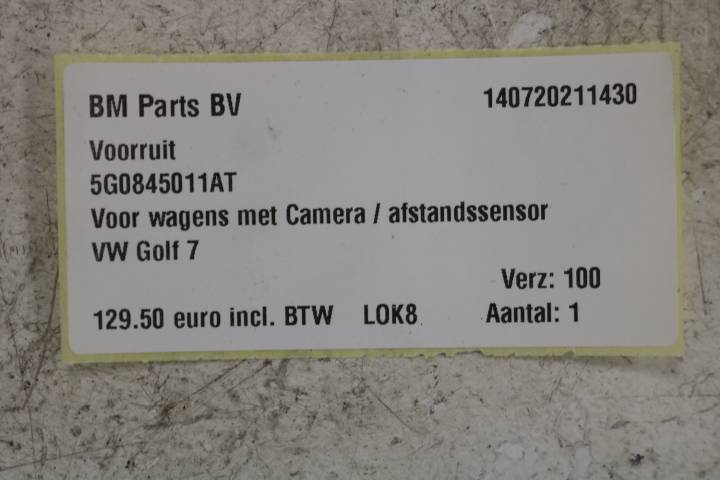 BM Parts BV 140720211430
Voorruit
5G0845011AT
Voor wagens met Camera / afstandssensor
VW Golf 7
Verz: 100
129.50 euro incl. BTW LOK8 Aantal: 1